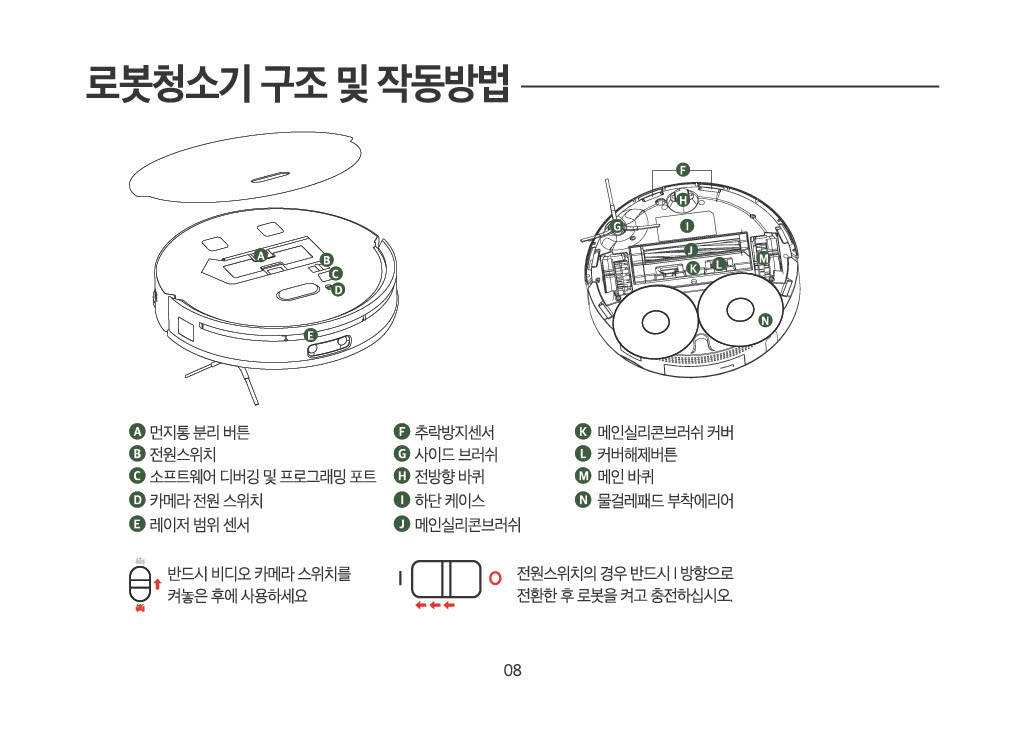 로봇청소기 구조 및 작동방법
A
B
C
D
E
F
H
G
I
J
K
L
M
N
A 먼지통 분리 버튼
B 전원스위치
C 소프트웨어 디버깅 및 프로그래밍 포트
D 카메라 전원 스위치
E 레이저 범위 센서
F 추락방지센서
G 사이드 브러쉬
H 전방향 바퀴
I 하단 케이스
J 메인실리콘브러쉬
K 메인실리콘브러쉬 커버
L 커버해제버튼
M 메인 바퀴
N 물걸레패드 부착에리어
반드시 비디오 카메라 스위치를
켜놓은 후에 사용하세요
I O
전원스위치의 경우 반드시 I 방향으로
전환한 후 로봇을 켜고 충전하십시오.
08